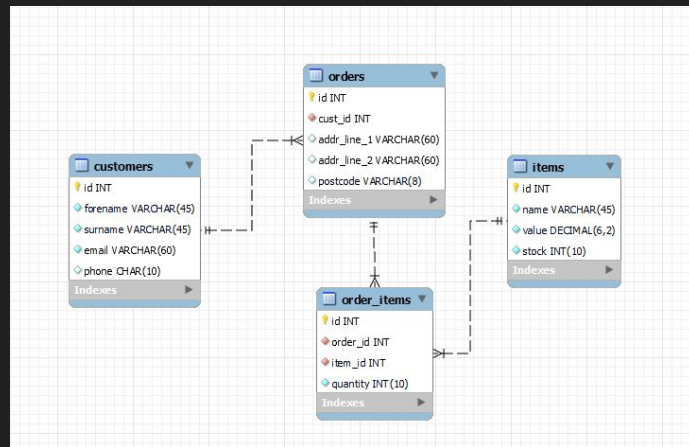 orders
id INT
cust_id INT
addr_line_1 VARCHAR(60)
addr_line_2 VARCHAR(60)
postcode VARCHAR(8)
Indexes
customers
id INT
forename VARCHAR(45)
surname VARCHAR(45)
email VARCHAR(60)
phone CHAR(10)
Indexes
items
id INT
name VARCHAR(45)
value DECIMAL(6,2)
stock INT(10)
Indexes
order_items
id INT
order_id INT
item_id INT
quantity INT(10)
Indexes